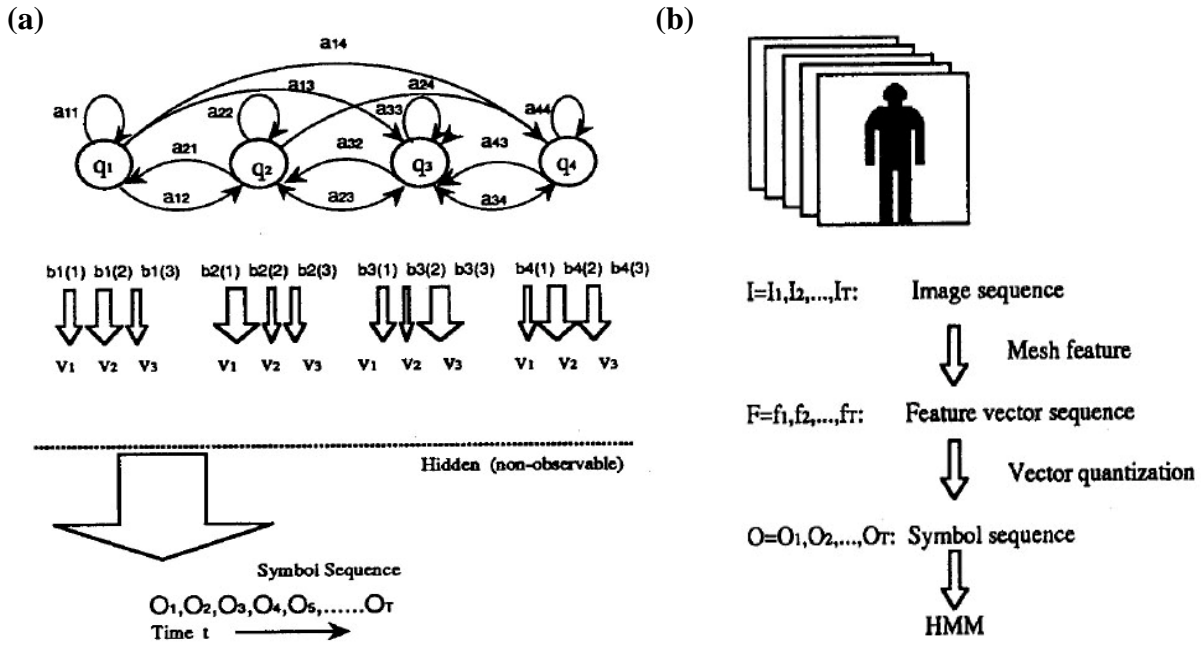 (a)
a14
a13 a24
a11 a22 a33 a44
a21 a32 a43
q1 q2 q3 q4
a12 a23 a34
b1(1) b1(2) b1(3) b2(1) b2(2) b2(3) b3(1) b3(2) b3(3) b4(1) b4(2) b4(3)
v1 v2 v3 v1 v2 v3 v1 v2 v3 v1 v2 v3
Hidden (non-observable)
Symbol Sequence
O1,O2,O3,O4,O5,......OT
Time t
(b)
I=I1,I2,...,IT: Image sequence
Mesh feature
F=f1,f2,...,fT: Feature vector sequence
Vector quantization
O=O1,O2,...,OT: Symbol sequence
HMM